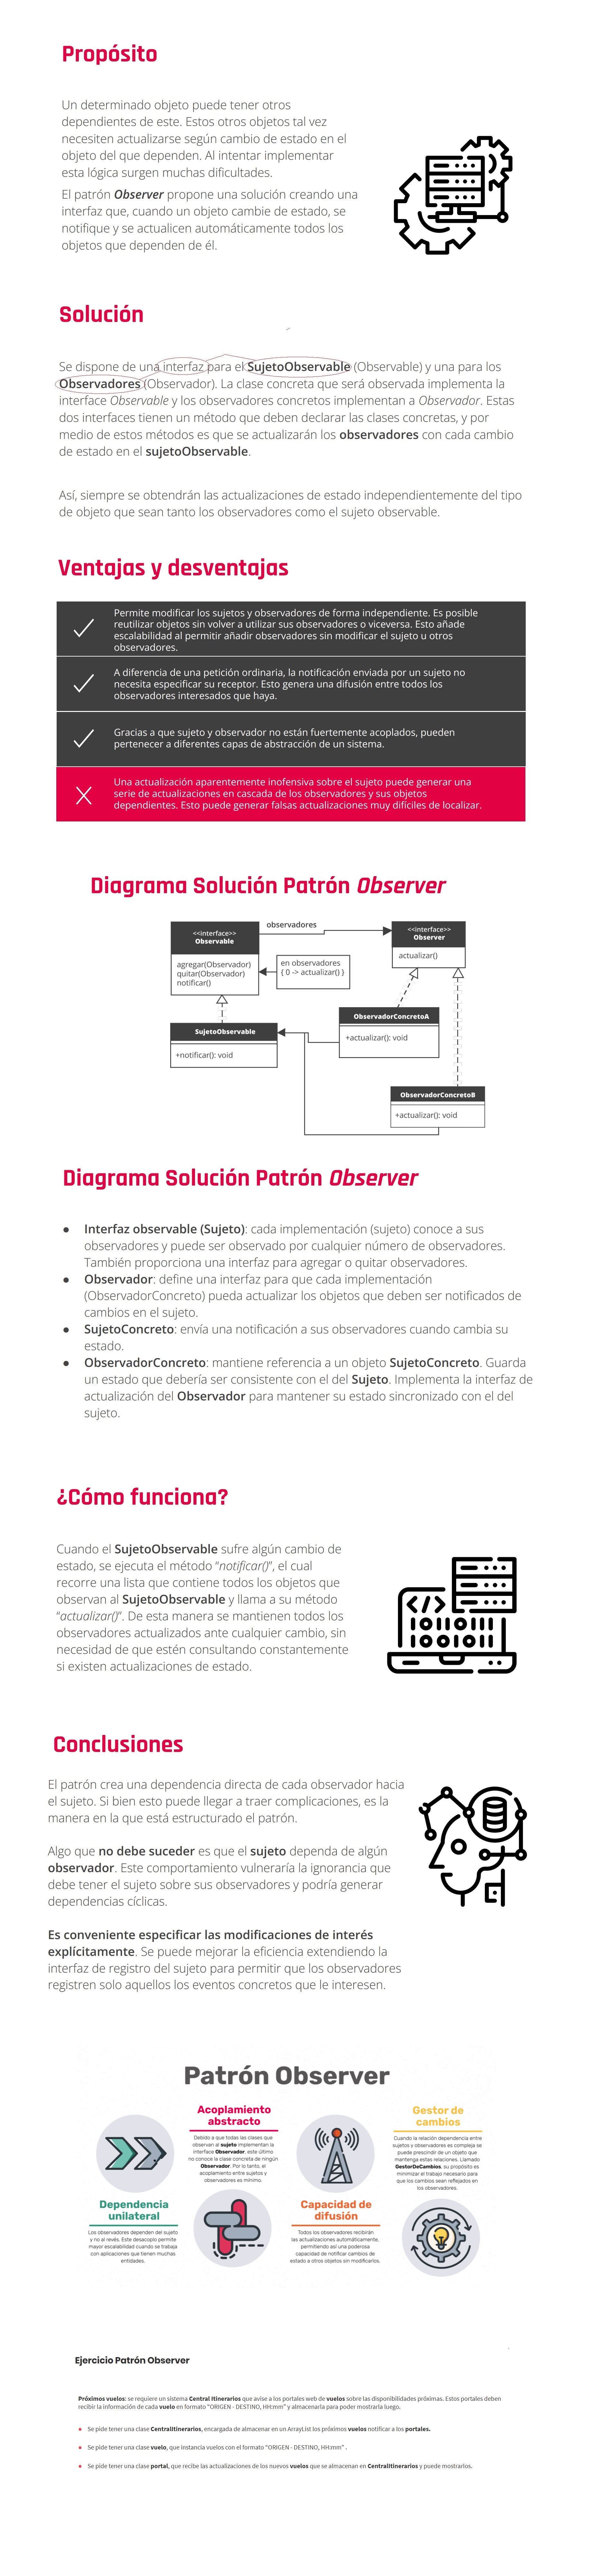 Propósito
Un determinado objeto puede tener otros
dependientes de este. Estos otros objetos tal vez
necesiten actualizarse según cambio de estado en el
objeto del que dependen. Al intentar implementar
esta lógica surgen muchas dificultades.
El patrón Observer propone una solución creando una
interfaz que, cuando un objeto cambie de estado, se
notifique y se actualicen automáticamente todos los
objetos que dependen de él.
Solución
Se dispone de una interfaz para el SujetoObservable (Observable) y una para los
Observadores (Observador). La clase concreta que será observada implementa la
interface Observable y los observadores concretos implementan a Observador. Estas
dos interfaces tienen un método que deben declarar las clases concretas, y por
medio de estos métodos es que se actualizarán los observadores con cada cambio
de estado en el sujetoObservable.
Así, siempre se obtendrán las actualizaciones de estado independientemente del tipo
de objeto que sean tanto los observadores como el sujeto observable.
Ventajas y desventajas
Permite modificar los sujetos y observadores de forma independiente. Es posible
reutilizar objetos sin volver a utilizar sus observadores o viceversa. Esto añade
escalabilidad al permitir añadir observadores sin modificar el sujeto u otros
observadores.
A diferencia de una petición ordinaria, la notificación enviada por un sujeto no
necesita especificar su receptor. Esto genera una difusión entre todos los
observadores interesados que haya.
Gracias a que sujeto y observador no están fuertemente acoplados, pueden
pertenecer a diferentes capas de abstracción de un sistema.
Una actualización aparentemente inofensiva sobre el sujeto puede generar una
serie de actualizaciones en cascada de los observadores y sus objetos
dependientes. Esto puede generar falsas actualizaciones muy difíciles de localizar.
Diagrama Solución Patrón Observer
observadores
<<interface>>
Observable
agregar(Observador)
quitar(Observador)
notificar()
<<interface>>
Observer
actualizar()
en observadores
{ 0 -> actualizar() }
SujetoObservable
+notificar(): void
ObservadorConcretoA
+actualizar(): void
ObservadorConcretoB
+actualizar(): void
Diagrama Solución Patrón Observer
● Interfaz observable (Sujeto): cada implementación (sujeto) conoce a sus
observadores y puede ser observado por cualquier número de observadores.
También proporciona una interfaz para agregar o quitar observadores.
● Observador: define una interfaz para que cada implementación
(ObservadorConcreto) pueda actualizar los objetos que deben ser notificados de
cambios en el sujeto.
● SujetoConcreto: envía una notificación a sus observadores cuando cambia su
estado.
● ObservadorConcreto: mantiene referencia a un objeto SujetoConcreto. Guarda
un estado que debería ser consistente con el del Sujeto. Implementa la interfaz de
actualización del Observador para mantener su estado sincronizado con el del
sujeto.
¿Cómo funciona?
Cuando el SujetoObservable sufre algún cambio de
estado, se ejecuta el método “notificar()”, el cual
recorre una lista que contiene todos los objetos que
observan al SujetoObservable y llama a su método
“actualizar()”. De esta manera se mantienen todos los
observadores actualizados ante cualquier cambio, sin
necesidad de que estén consultando constantemente
si existen actualizaciones de estado.
Conclusiones
El patrón crea una dependencia directa de cada observador hacia
el sujeto. Si bien esto puede llegar a traer complicaciones, es la
manera en la que está estructurado el patrón.
Algo que no debe suceder es que el sujeto dependa de algún
observador. Este comportamiento vulneraría la ignorancia que
debe tener el sujeto sobre sus observadores y podría generar
dependencias cíclicas.
Es conveniente especificar las modificaciones de interés
explícitamente. Se puede mejorar la eficiencia extendiendo la
interfaz de registro del sujeto para permitir que los observadores
registren solo aquellos los eventos concretos que le interesen.
Patrón Observer
Acoplamiento
abstracto
Debido a que todas las clases que
observan al sujeto implementan la
interface Observador, este último
no conoce la clase concreta de ningún
Observador. Por lo tanto, el
acoplamiento entre sujetos y
observadores es mínimo.
Gestor de
cambios
Cuando la relación dependencia entre
sujetos y observadores es compleja se
puede prescindir de un objeto que
mantenga estas relaciones. Llamado
GestorDeCambios, su propósito es
minimizar el trabajo necesario para
que los cambios sean reflejados en
los observadores.
Dependencia
unilateral
Los observadores dependen del sujeto
y no al revés. Este desacoplo permite
mayor escalabilidad cuando se trabaja
con aplicaciones que tienen muchas
entidades.
Capacidad de
difusión
Todos los observadores recibirán
las actualizaciones automáticamente,
permitiendo así una poderosa
capacidad de notificar cambios de
estado a otros objetos sin modificarlos.
Ejercicio Patrón Observer
Próximos vuelos: se requiere un sistema Central Itinerarios que avise a los portales web de vuelos sobre las disponibilidades próximas. Estos portales deben
recibir la información de cada vuelo en formato “ORIGEN - DESTINO, HH:mm” y almacenarla para poder mostrarla luego.
● Se pide tener una clase CentralItinerarios, encargada de almacenar en un ArrayList los próximos vuelos notificar a los portales.
● Se pide tener una clase vuelo, que instancia vuelos con el formato “ORIGEN - DESTINO, HH:mm” .
● Se pide tener una clase portal, que recibe las actualizaciones de los nuevos vuelos que se almacenan en CentralItinerarios y puede mostrarlos.